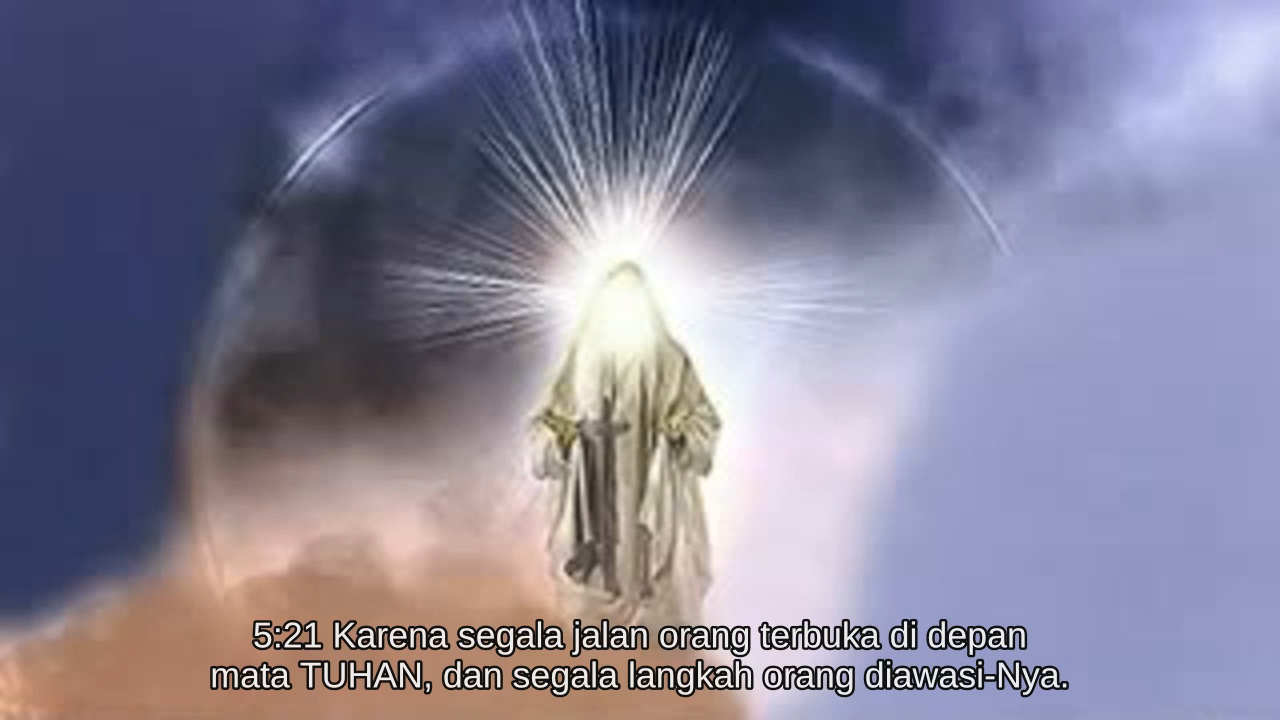 5:21 Karena segala jalan orang terbuka di depan
mata TUHAN, dan segala langkah orang diawasi-Nya.